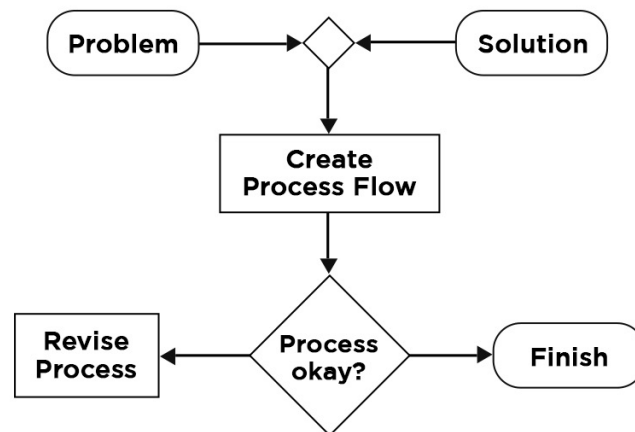 Problem
Solution
Create
Process Flow
Process
okay?
Revise
Process
Finish